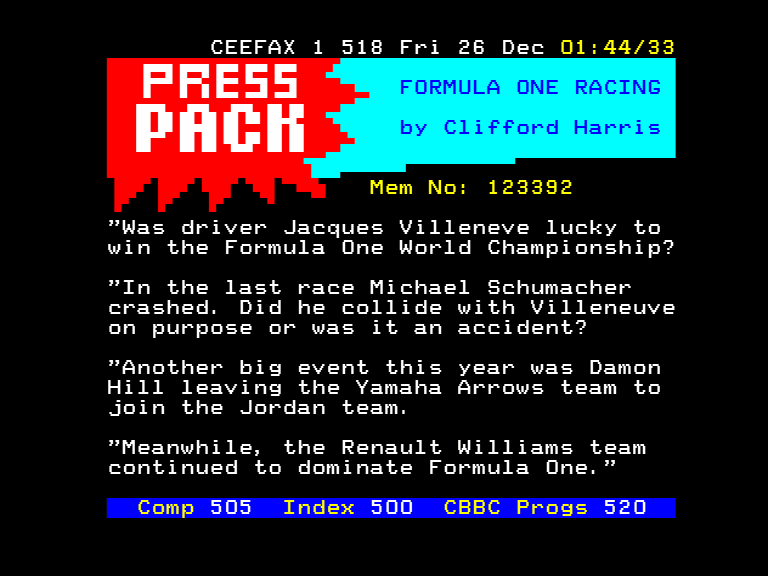 CEEFAX 1 518 Fri 26 Dec 01:44/33
PRESS
PACK
FORMULA ONE RACING
by Clifford Harris
Mem No: 123392
"Was driver Jacques Villeneve lucky to
win the Formula One World Championship?
"In the last race Michael Schumacher
crashed. Did he collide with Villeneuve
on purpose or was it an accident?
"Another big event this year was Damon
Hill leaving the Yamaha Arrows team to
join the Jordan team.
"Meanwhile, the Renault Williams team
continued to dominate Formula One."
Comp 505 Index 500 CBBC Progs 520